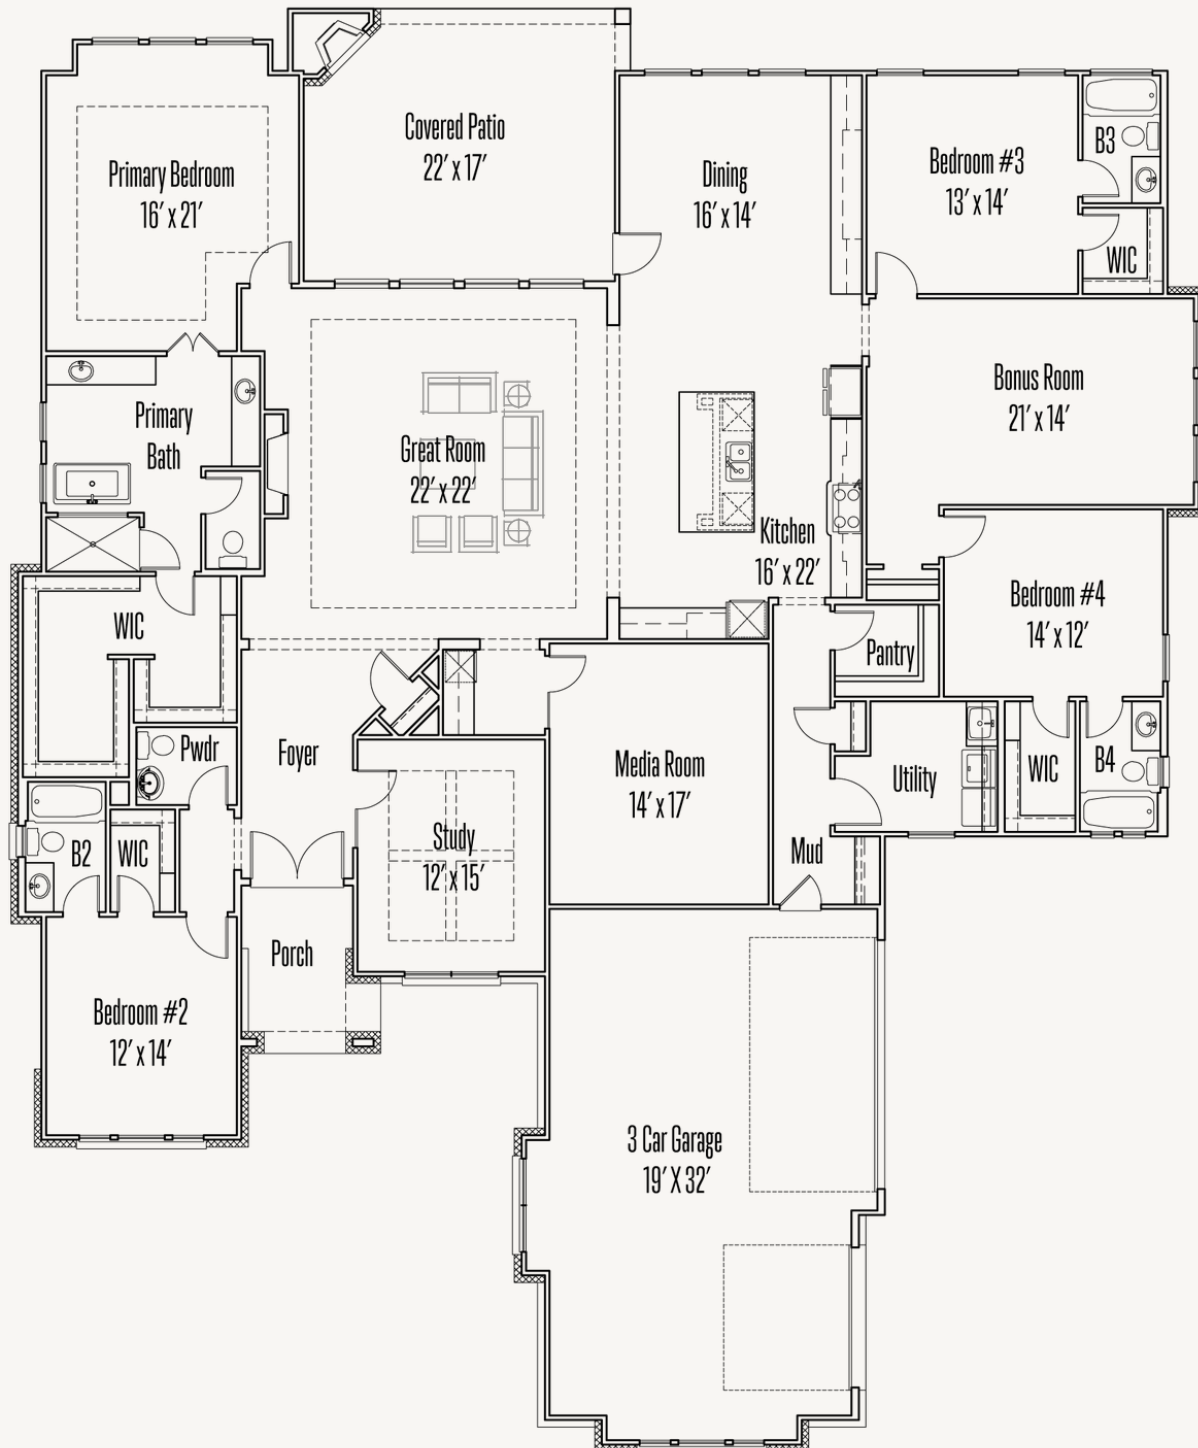 Covered Patio
22' x 17'
Primary Bedroom
16' x 21'
Dining
16' x 14'
Bedroom #3
13' x 14'
B3
WIC
Primary
Bath
Great Room
22' x 22'
Bonus Room
21' x 14'
Kitchen
16' x 22'
WIC
Bedroom #4
14' x 12'
Pantry
Pwdr
Foyer
Media Room
14' x 17'
Utility
WIC
B4
B2
WIC
Study
12' x 15'
Mud
Porch
Bedroom #2
12' x 14'
3 Car Garage
19' X 32'